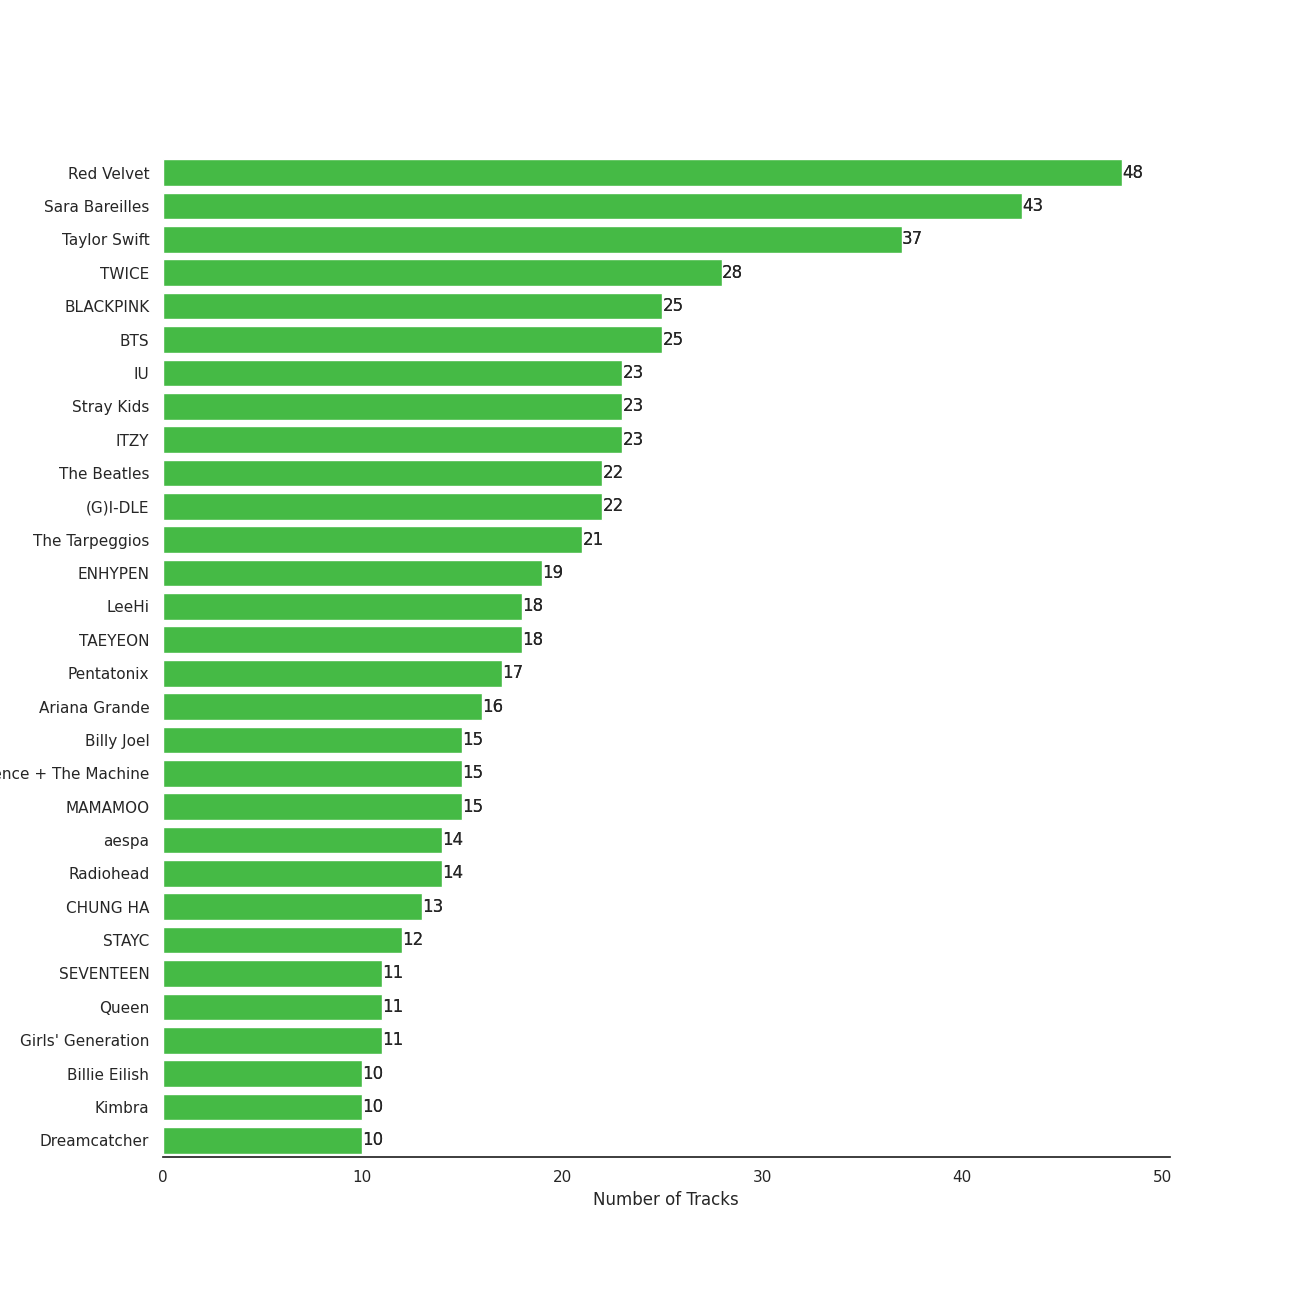 Red Velvet 48
Sara Bareilles 43
Taylor Swift 37
TWICE 28
BLACKPINK 25
BTS 25
IU 23
Stray Kids 23
ITZY 23
The Beatles 22
(G)I-DLE 22
The Tarpeggios 21
ENHYPEN 19
LeeHi 18
TAEYEON 18
Pentatonix 17
Ariana Grande 16
Billy Joel 15
+ The Machine 15
MAMAMOO 15
aespa 14
Radiohead 14
CHUNG HA 13
STAYC 12
SEVENTEEN 11
Queen 11
Girls' Generation 11
Billie Eilish 10
Kimbra 10
Dreamcatcher 10
0 10 20 30 40 50
Number of Tracks